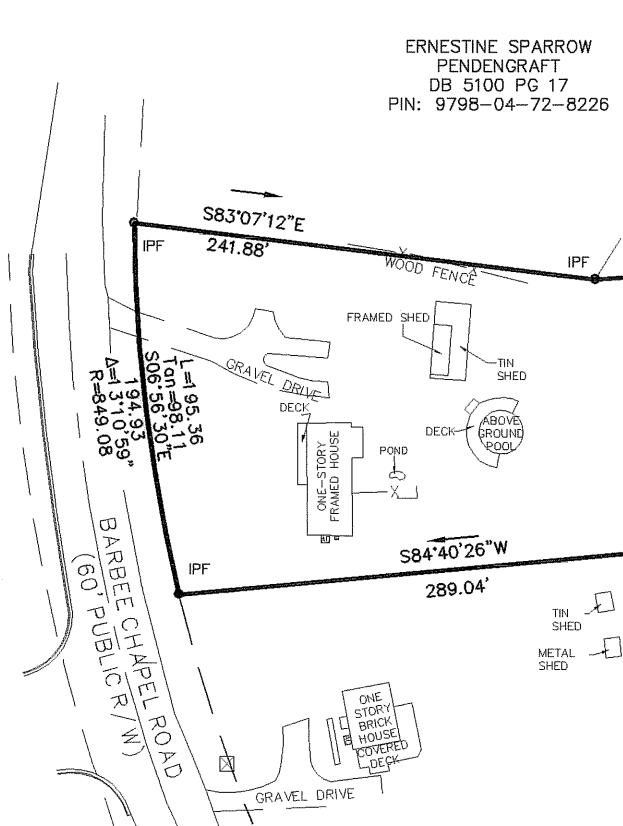 ERNESTINE SPARROW
PENDENGRAFT
DB 5100 PG 17
PIN: 9798-04-72-8226
S83°07'12"E
241.88'
IPF
IPF
WOOD FENCE
FRAMED SHED
TIN
SHED
GRAVEL DRIVE
L=195.36
Tan=98.11
S06°56'30"E
194.93
Δ=13°10'59"
R=849.08
DECK
ONE-STORY
FRAMED HOUSE
POND
DECK
ABOVE
GROUND
POOL
S84°40'26"W
289.04'
IPF
BARBEE CHAPEL ROAD
(60' PUBLIC R/W)
TIN
SHED
METAL
SHED
ONE
STORY
BRICK
HOUSE
COVERED
DECK
GRAVEL DRIVE